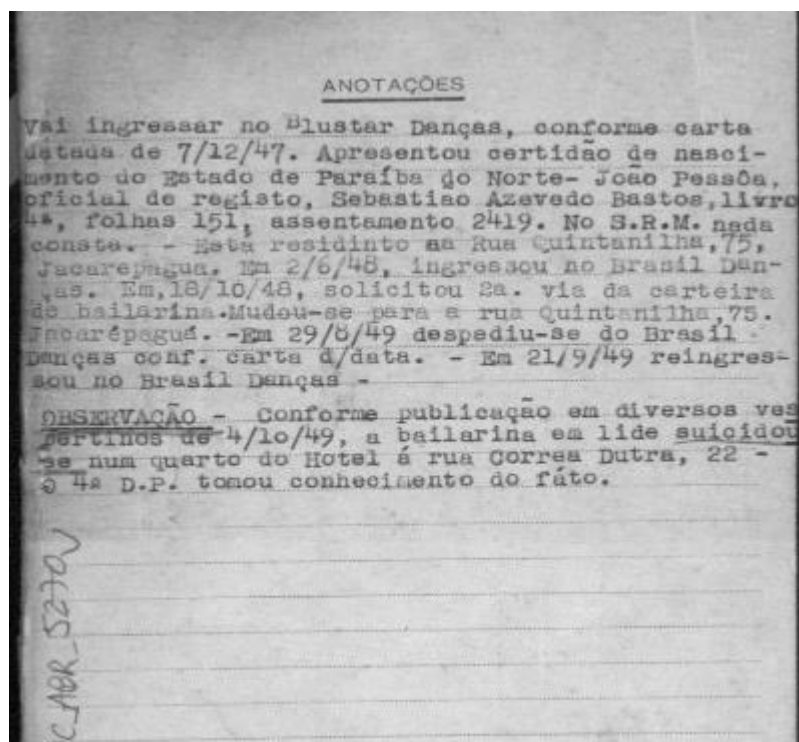 ANOTAÇÕES
Vai ingressar no Blustar Danças, conforme carta
datada de 7/12/47. Apresentou certidão de nasci-
mento do Estado de Paraíba do Norte- João Pessôa,
oficial de registo, Sebastiao Azevedo Bastos, livro
4ª, folhas 151, assentamento 2419. No S.R.M. nada
consta. - Esta residinto aa Rua Quintanilha, 75,
Jacarepagua. Em 2/6/48, ingressou no Brasil Dan-
ças. Em, 18/10/48, solicitou 2a. via da carteira
de bailarina. Mudou-se para a rua Quintanilha, 75.
Jacarépaguá. -Em 29/8/49 despediu-se do Brasil
Danças conf. carta d/data. - Em 21/9/49 reingres-
sou no Brasil Danças -
OBSERVAÇÃO - Conforme publicação em diversos ves
pertinos de 4/10/49, a bailarina em lide suicidou
se num quarto do Hotel á rua Correa Dutra, 22 -
O 4º D.P. tomou conhecimento do fáto.
C_ABR_5270v